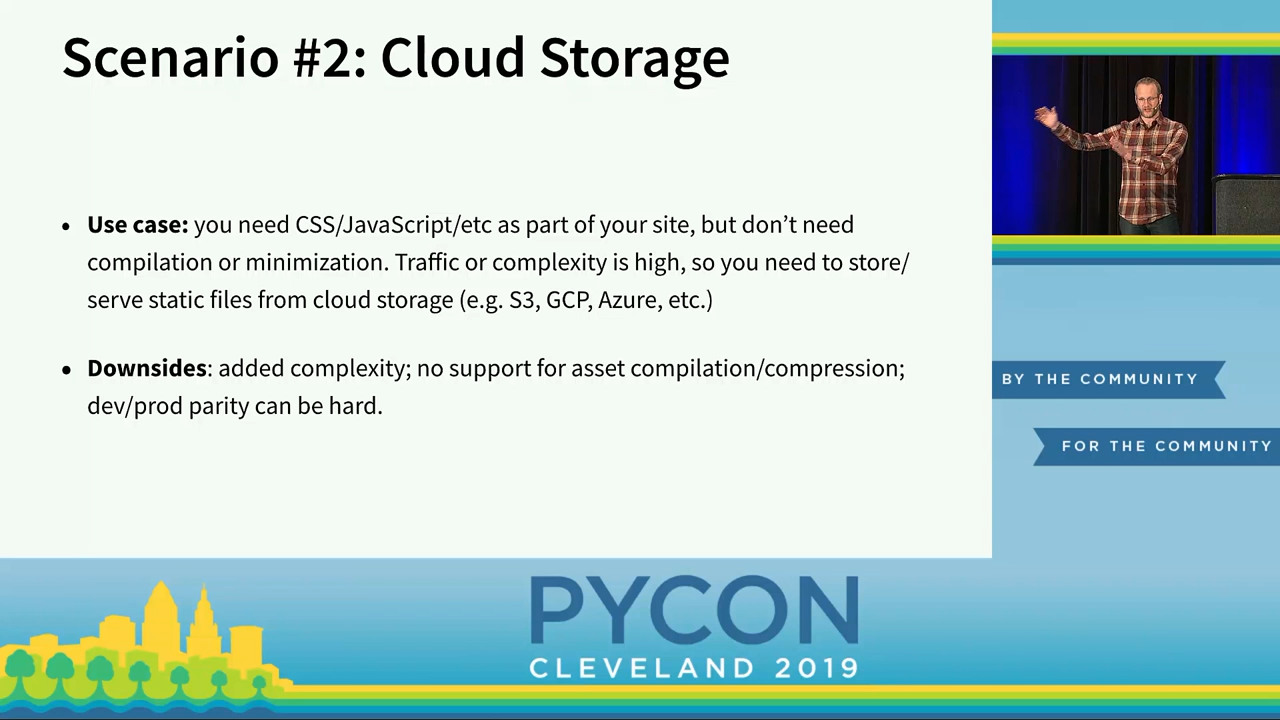 Scenario #2: Cloud Storage
• Use case: you need CSS/JavaScript/etc as part of your site, but don’t need
compilation or minimization. Traffic or complexity is high, so you need to store/
serve static files from cloud storage (e.g. S3, GCP, Azure, etc.)
• Downsides: added complexity; no support for asset compilation/compression;
dev/prod parity can be hard.
BY THE COMMUNITY
FOR THE COMMUNITY
PYCON
CLEVELAND 2019